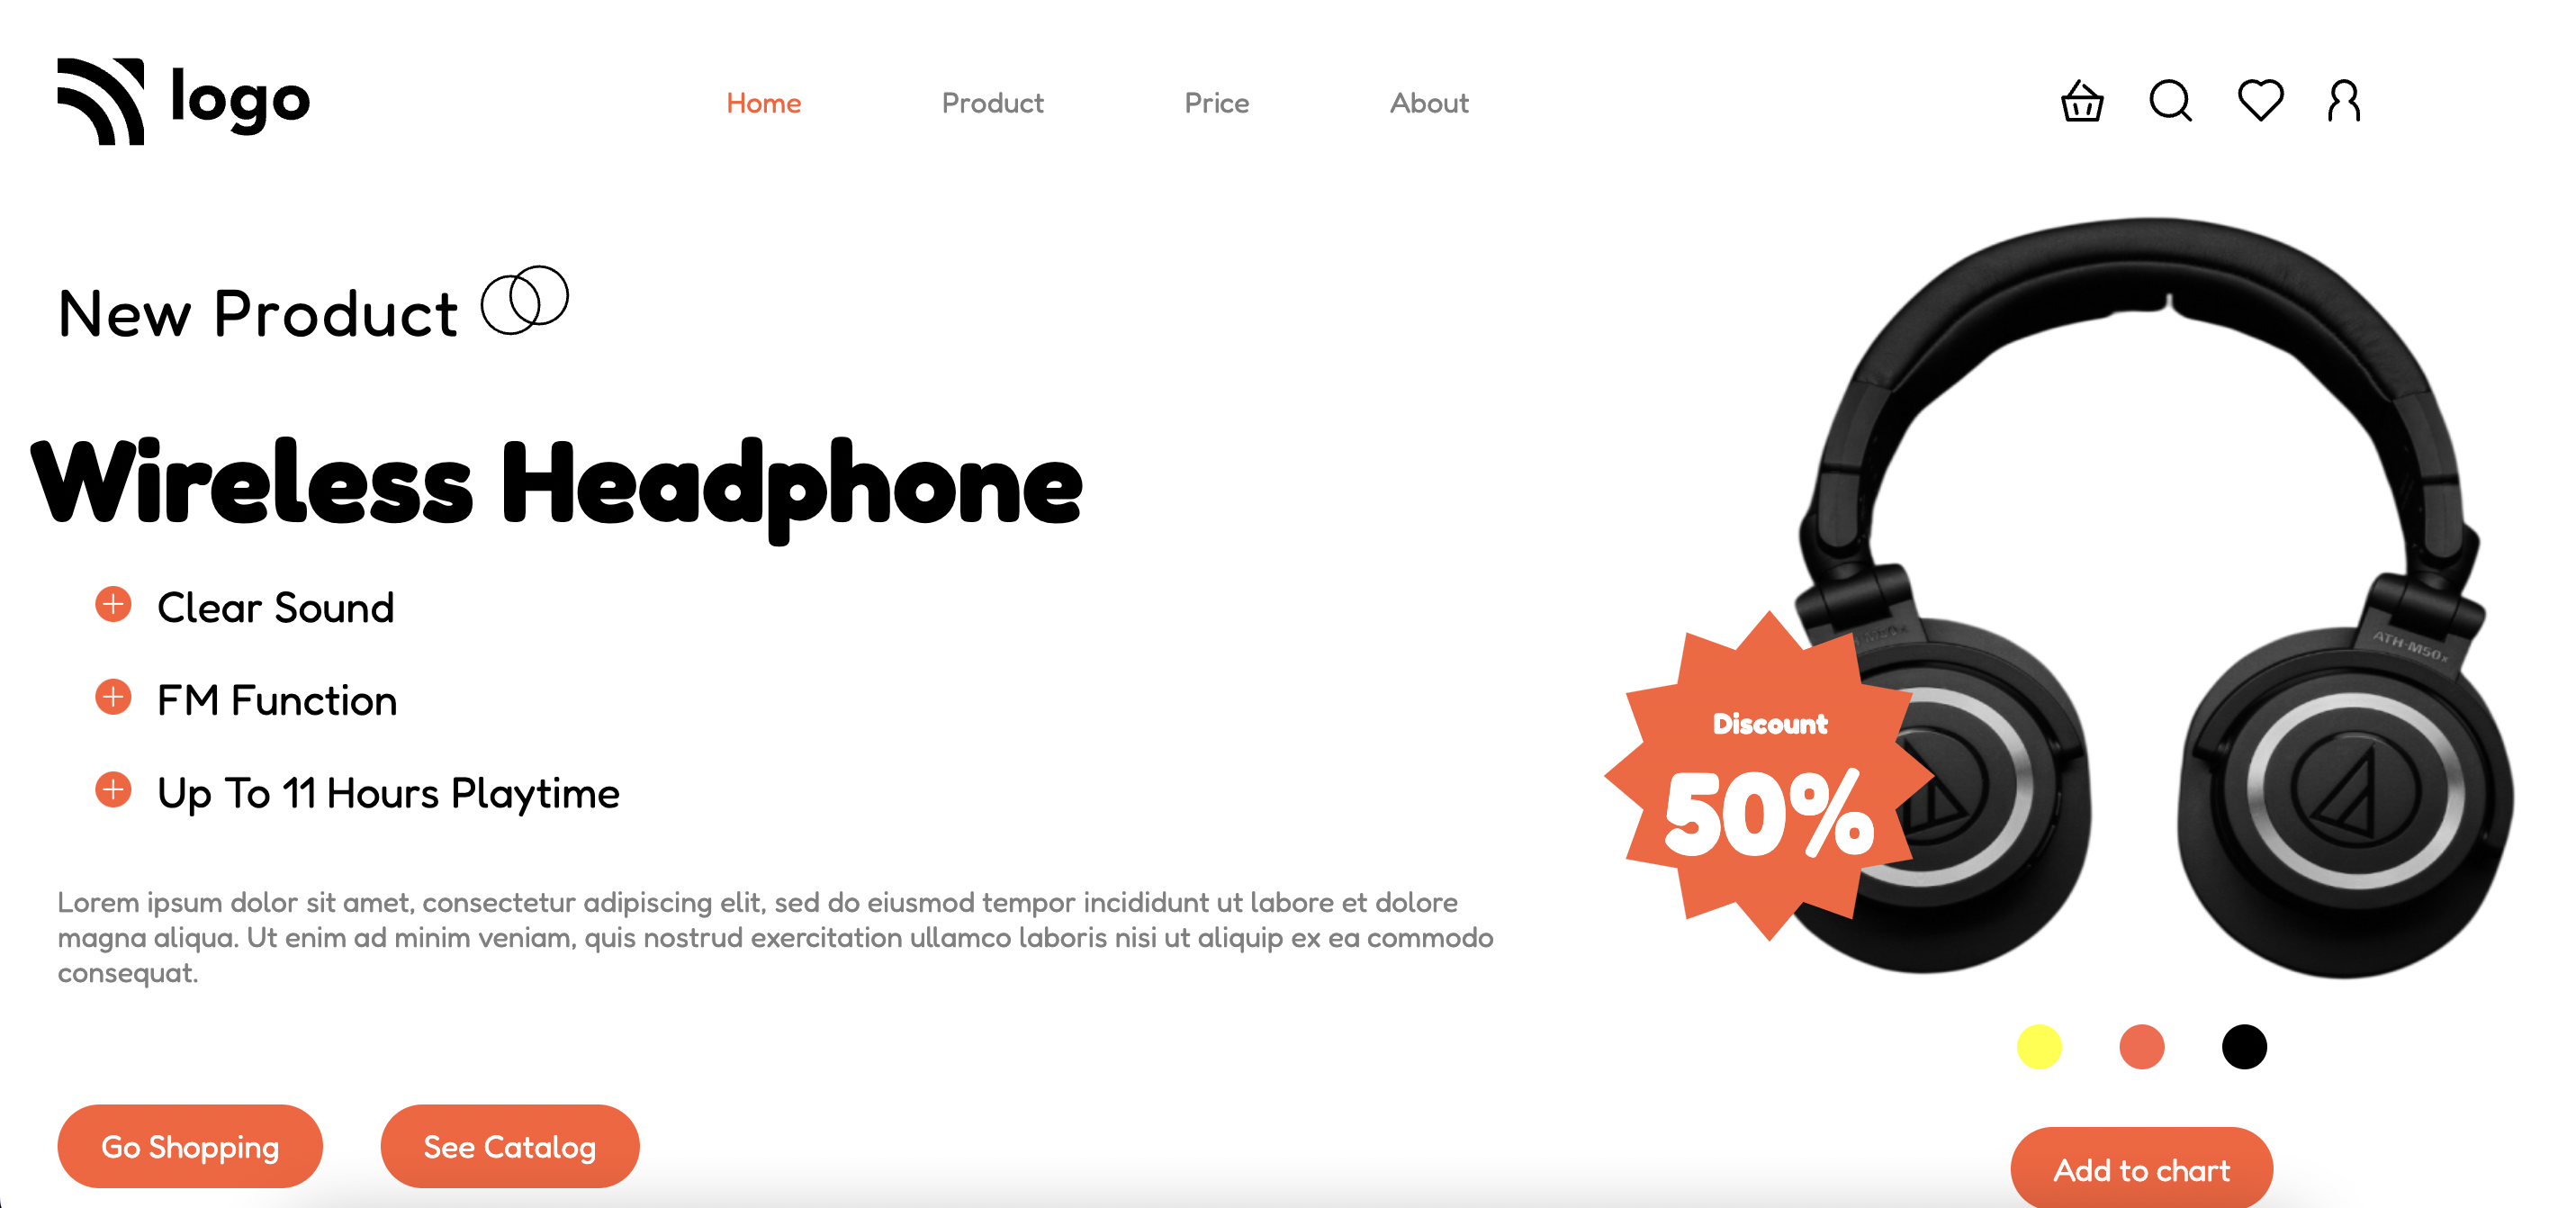 logo
Home
Product
Price
About
New Product
Wireless Headphone
Clear Sound
FM Function
Up To 11 Hours Playtime
Lorem ipsum dolor sit amet, consectetur adipiscing elit, sed do eiusmod tempor incididunt ut labore et dolore
magna aliqua. Ut enim ad minim veniam, quis nostrud exercitation ullamco laboris nisi ut aliquip ex ea commodo
consequat.
Go Shopping
See Catalog
ATH-M50x
Discount
50%
Add to chart